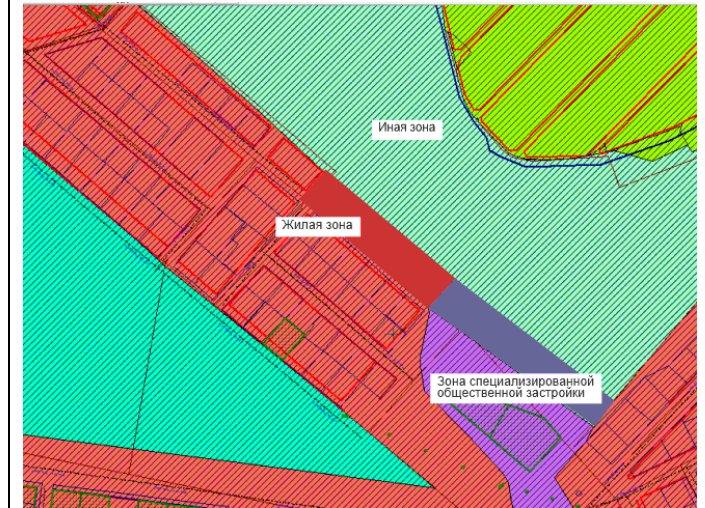 Иная зона
Жилая зона
Зона специализированной
общественной застройки